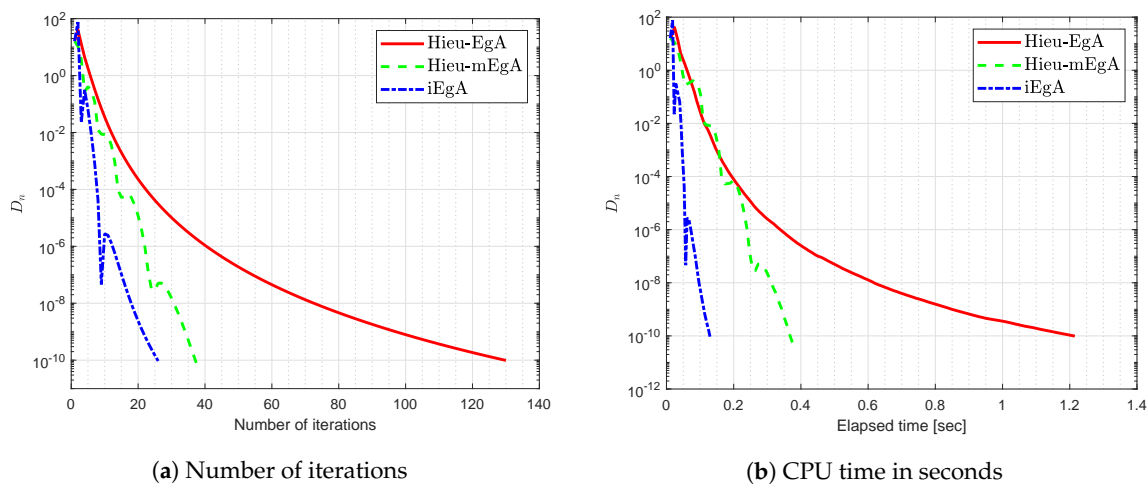 10^2
10^0
10^-2
10^-4
10^-6
10^-8
10^-10
D_n
Hieu-EgA
Hieu-mEgA
iEgA
0 20 40 60 80 100 120 140
Number of iterations
(a) Number of iterations
10^2
10^0
10^-2
10^-4
10^-6
10^-8
10^-10
10^-12
D_n
Hieu-EgA
Hieu-mEgA
iEgA
0 0.2 0.4 0.6 0.8 1 1.2 1.4
Elapsed time [sec]
(b) CPU time in seconds